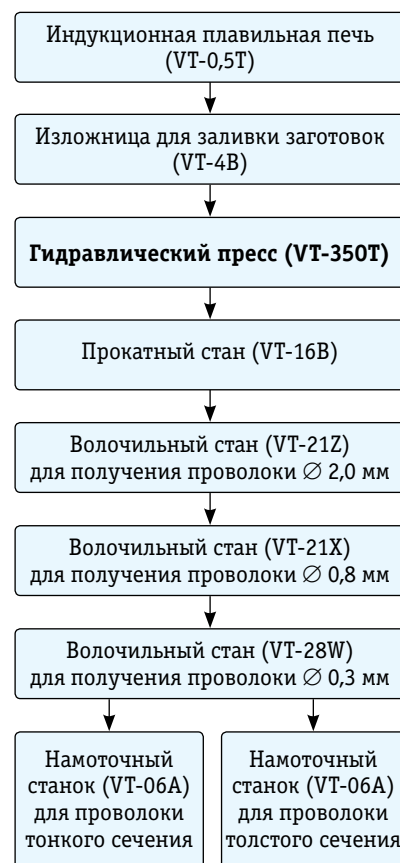 Индукционная плавильная печь
(VT-0,5T)
Изложница для заливки заготовок
(VT-4B)
Гидравлический пресс (VT-350T)
Прокатный стан (VT-16B)
Волочильный стан (VT-21Z)
для получения проволоки ∅ 2,0 мм
Волочильный стан (VT-21X)
для получения проволоки ∅ 0,8 мм
Волочильный стан (VT-28W)
для получения проволоки ∅ 0,3 мм
Намоточный
станок (VT-06A)
для проволоки
тонкого сечения
Намоточный
станок (VT-06A)
для проволоки
толстого сечения